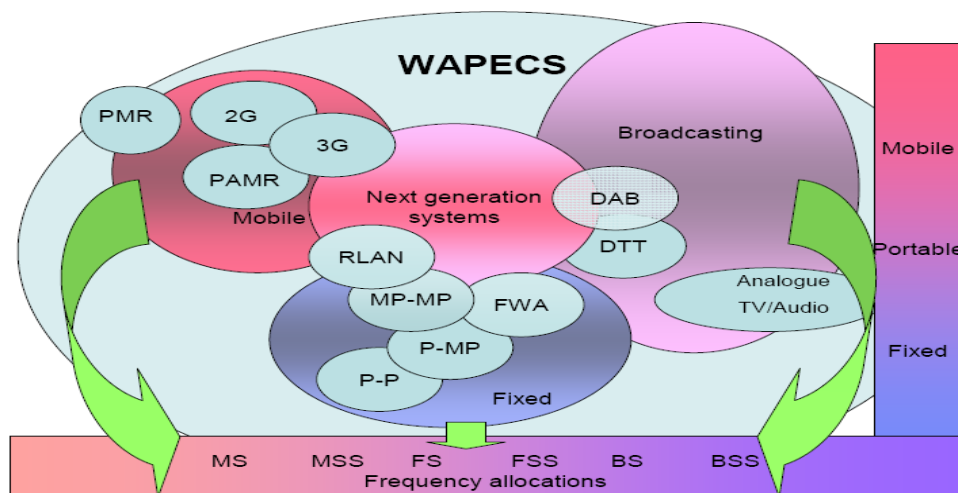 WAPECS
PMR
2G
3G
PAMR
Mobile
Next generation
systems
Broadcasting
DAB
DTT
Analogue
TV/Audio
RLAN
MP-MP
FWA
P-MP
P-P
Fixed
Mobile
Portable
Fixed
MS MSS FS FSS BS BSS
Frequency allocations